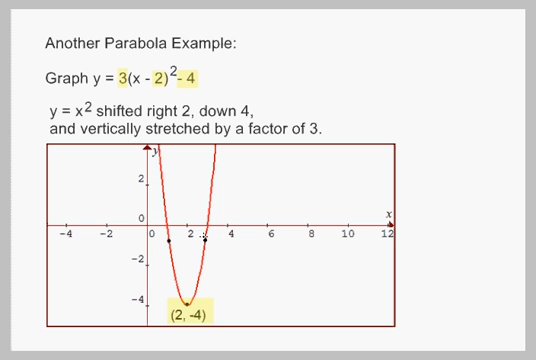 Another Parabola Example:
Graph y = 3(x - 2)² - 4
y = x² shifted right 2, down 4,
and vertically stretched by a factor of 3.
y
2
0
x
-4 -2 0 2 4 6 8 10 12
-2
-4
(2, -4)